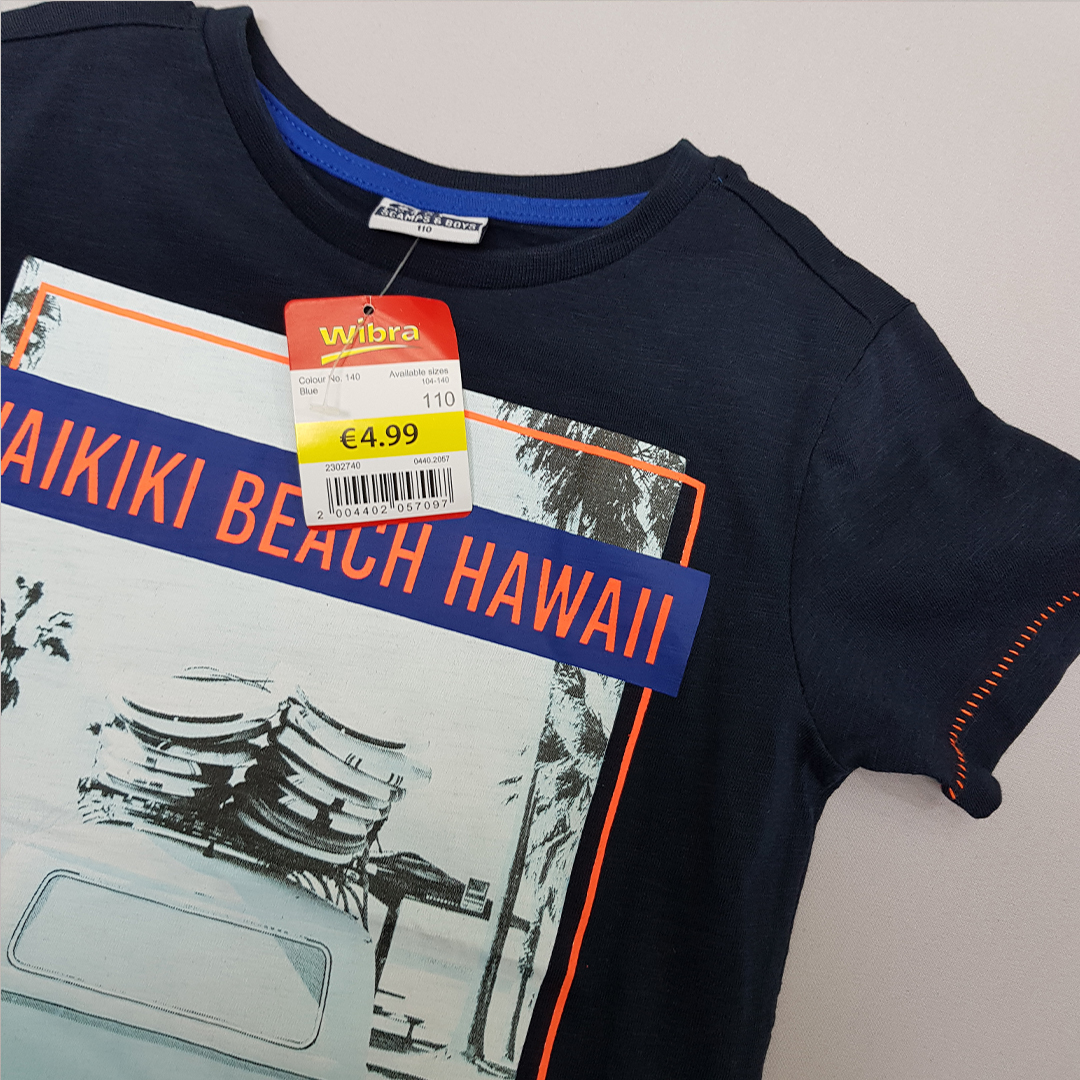 SCAMPS & BOYS
110
Wibra
Colour No. 140
Blue
Available sizes
104-140
110
€4.99
2302740
0440.2057
2 004402 057097
WAIKIKI BEACH HAWAII